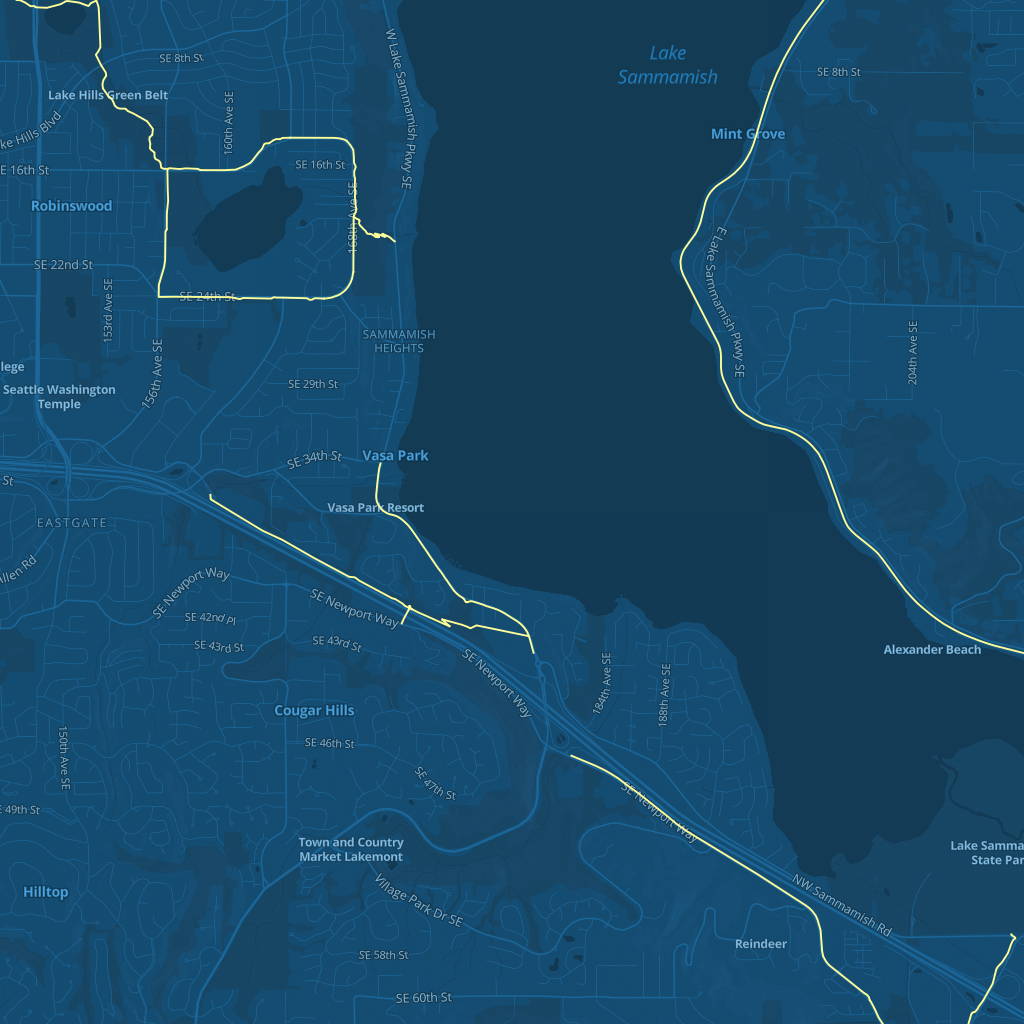 Lake
Sammamish
SE 8th St
SE 8th St
Lake Hills Green Belt
W Lake Sammamish Pkwy SE
160th Ave SE
Mint Grove
SE 16th St
SE 16th St
Robinswood
168th Ave SE
E Lake Sammamish Pkwy SE
SE 22nd St
153rd Ave SE
SE 24th St
SAMMAMISH
HEIGHTS
204th Ave SE
156th Ave SE
lege
Seattle Washington
Temple
SE 29th St
SE 34th St
Vasa Park
St
Vasa Park Resort
EASTGATE
Allen Rd
SE Newport Way
SE Newport Way
SE 42nd Pl
SE 43rd St
SE 43rd St
Alexander Beach
SE Newport Way
184th Ave SE
188th Ave SE
Cougar Hills
150th Ave SE
SE 46th St
SE 47th St
SE Newport Way
E 49th St
Town and Country
Market Lakemont
Lake Samma
State Par
Hilltop
Village Park Dr SE
NW Sammamish Rd
Reindeer
SE 58th St
SE 60th St
ke Hills Blvd